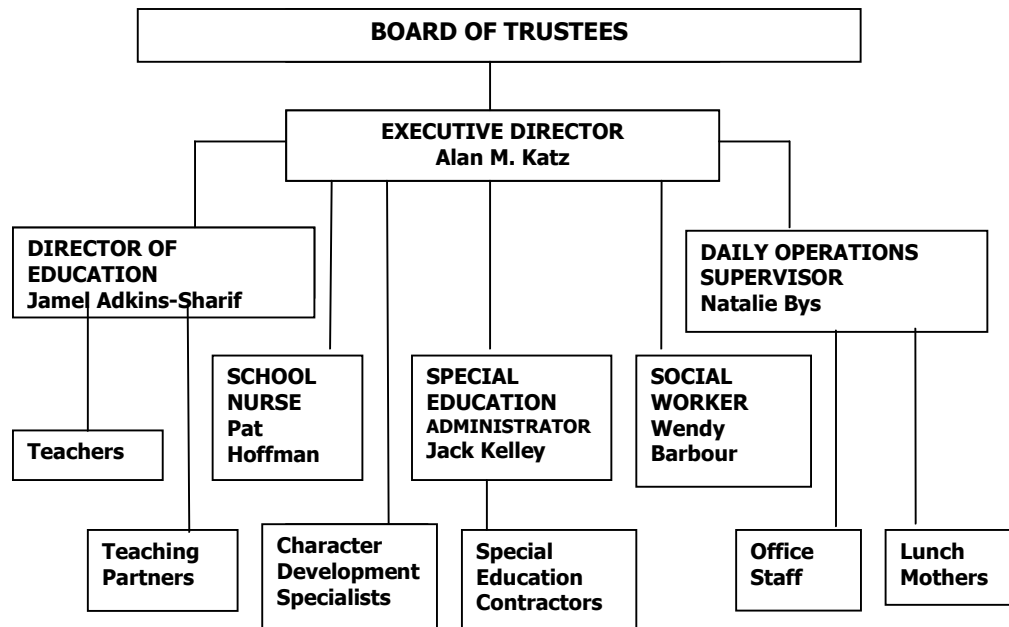 BOARD OF TRUSTEES
EXECUTIVE DIRECTOR
Alan M. Katz
DIRECTOR OF
EDUCATION
Jamel Adkins-Sharif
DAILY OPERATIONS
SUPERVISOR
Natalie Bys
SCHOOL
NURSE
Pat
Hoffman
SPECIAL
EDUCATION
ADMINISTRATOR
Jack Kelley
SOCIAL
WORKER
Wendy
Barbour
Teachers
Teaching
Partners
Character
Development
Specialists
Special
Education
Contractors
Office
Staff
Lunch
Mothers